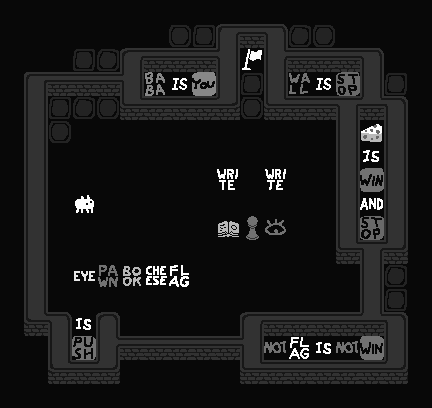 BABA IS YOU
WALL IS STOP
IS
WIN
AND
STOP
WRITE WRITE
EYE PAWN BOOK CHEESE FLAG
IS
PUSH
NOT FLAG IS NOT WIN